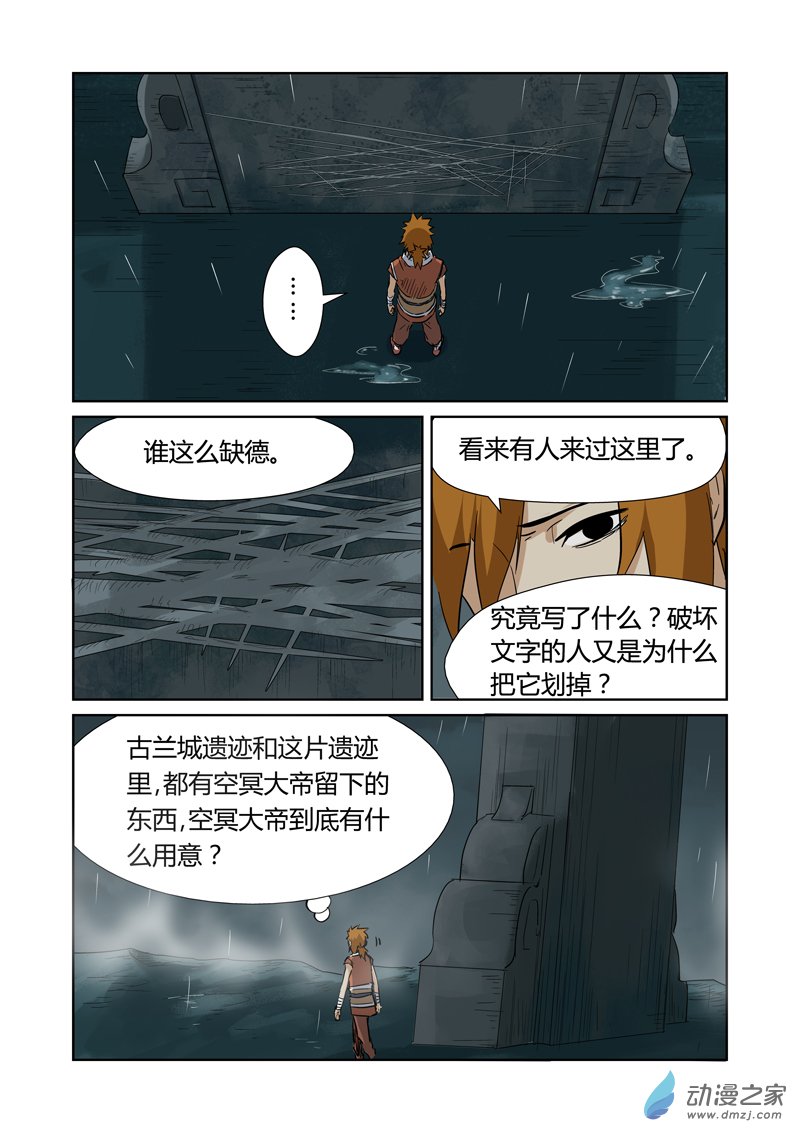 ……
谁这么缺德。
看来有人来过这里了。
究竟写了什么？破坏
文字的人又是为什么
把它划掉？
古兰城遗迹和这片遗迹
里,都有空冥大帝留下的
东西,空冥大帝到底有什
么用意？
动漫之家
www.dmzj.com